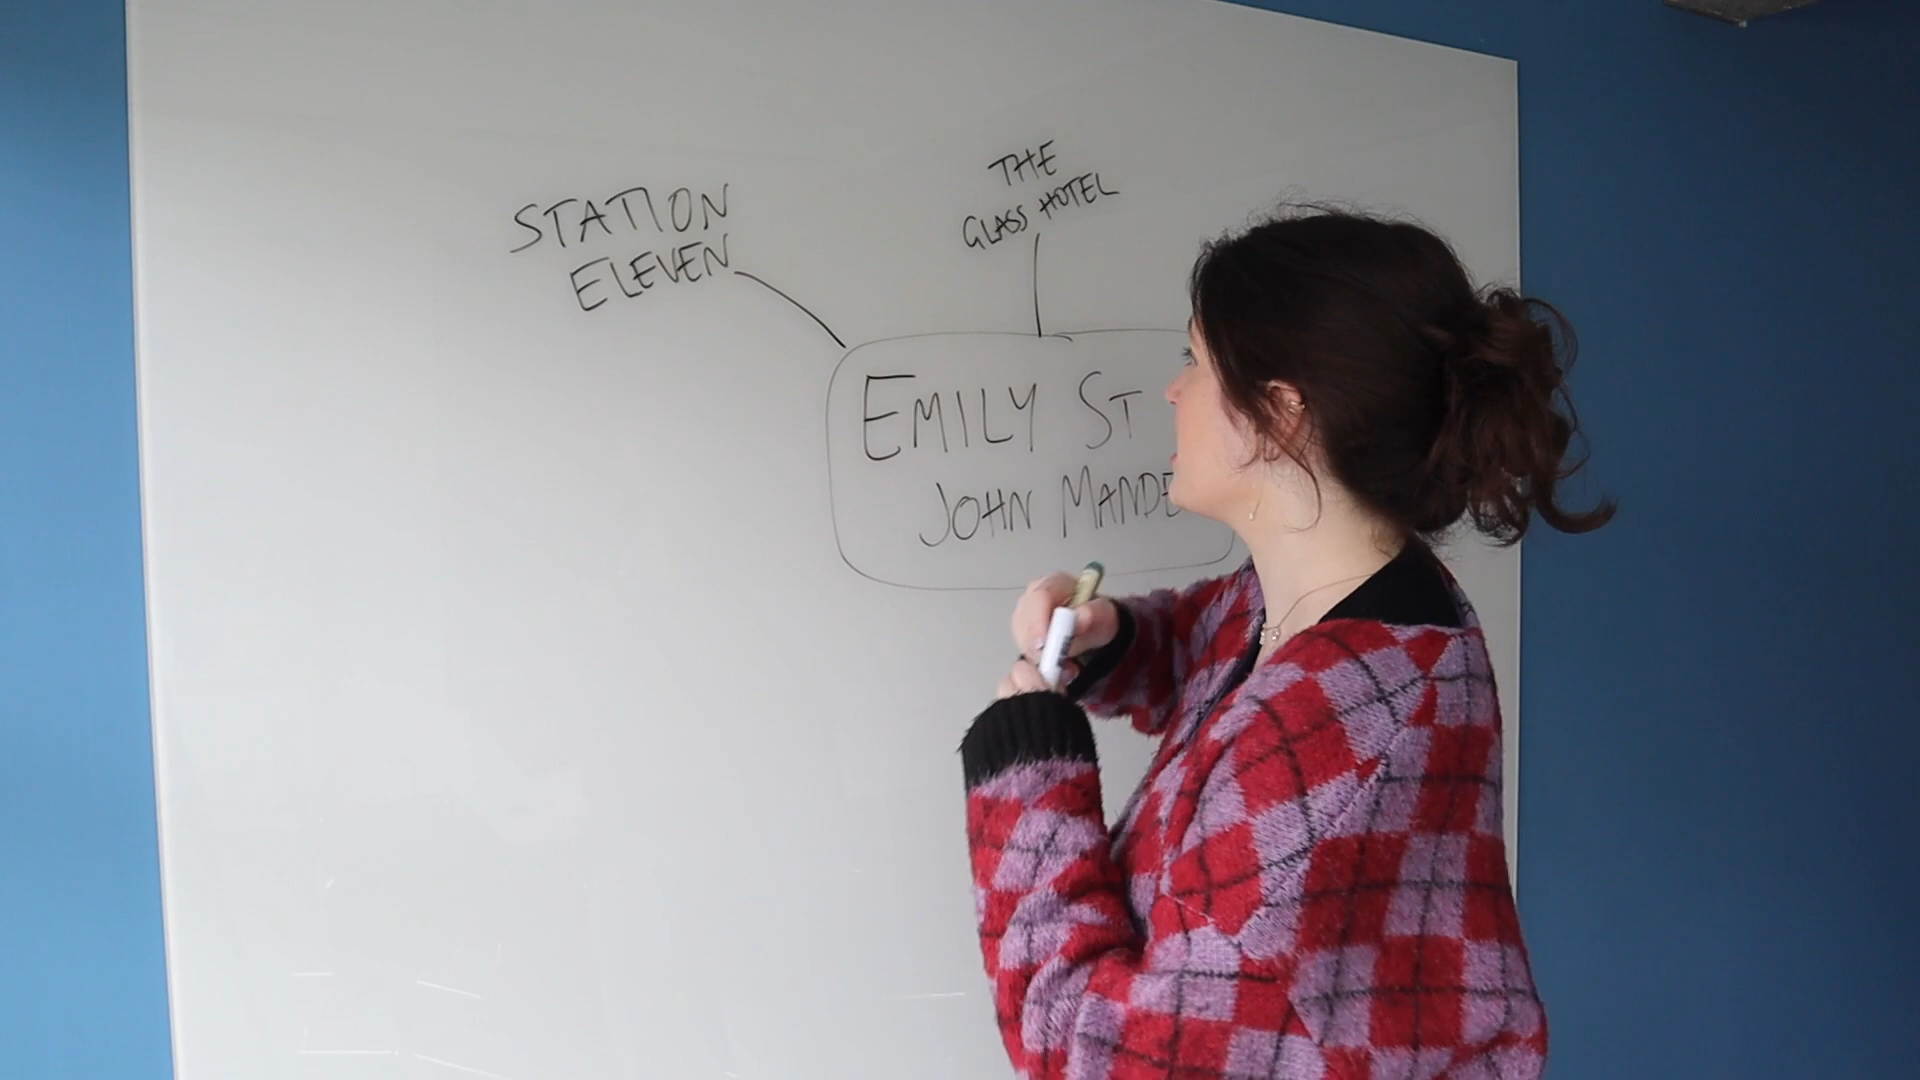 STATION
ELEVEN
THE
GLASS HOTEL
EMILY ST
JOHN MANDE